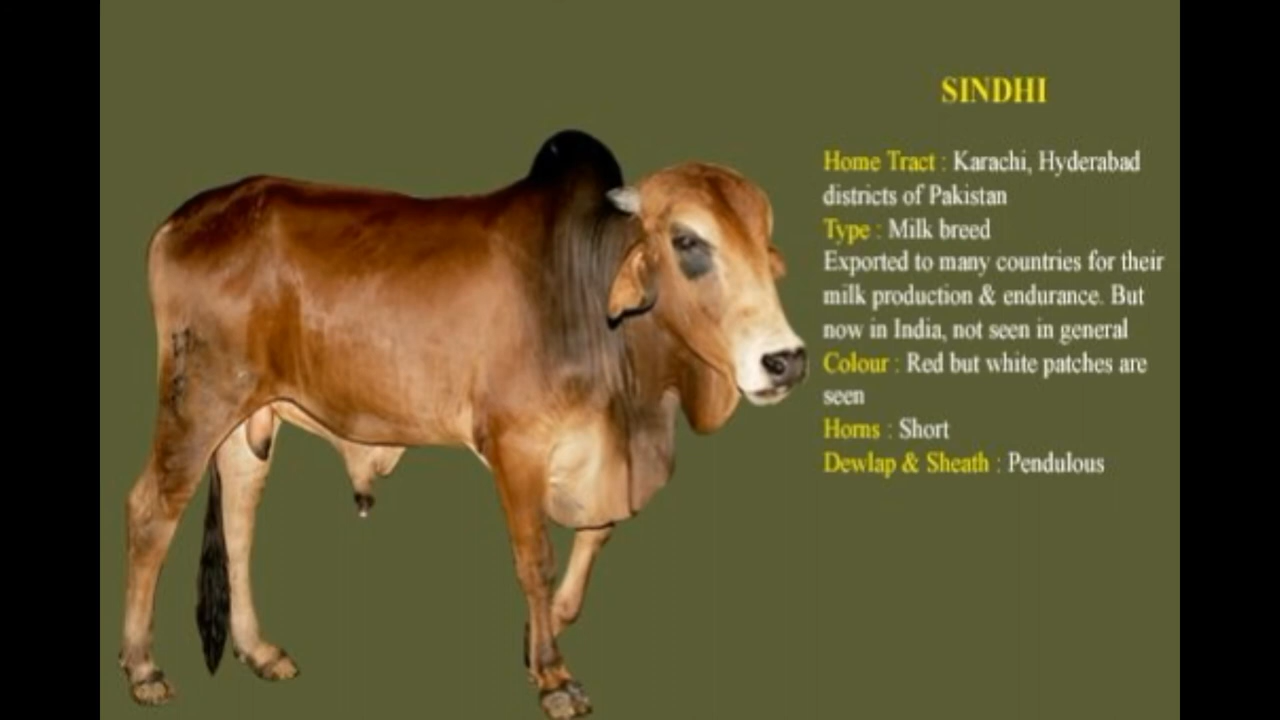 SINDHI
Home Tract : Karachi, Hyderabad
districts of Pakistan
Type : Milk breed
Exported to many countries for their
milk production & endurance. But
now in India, not seen in general
Colour : Red but white patches are
seen
Horns : Short
Dewlap & Sheath : Pendulous